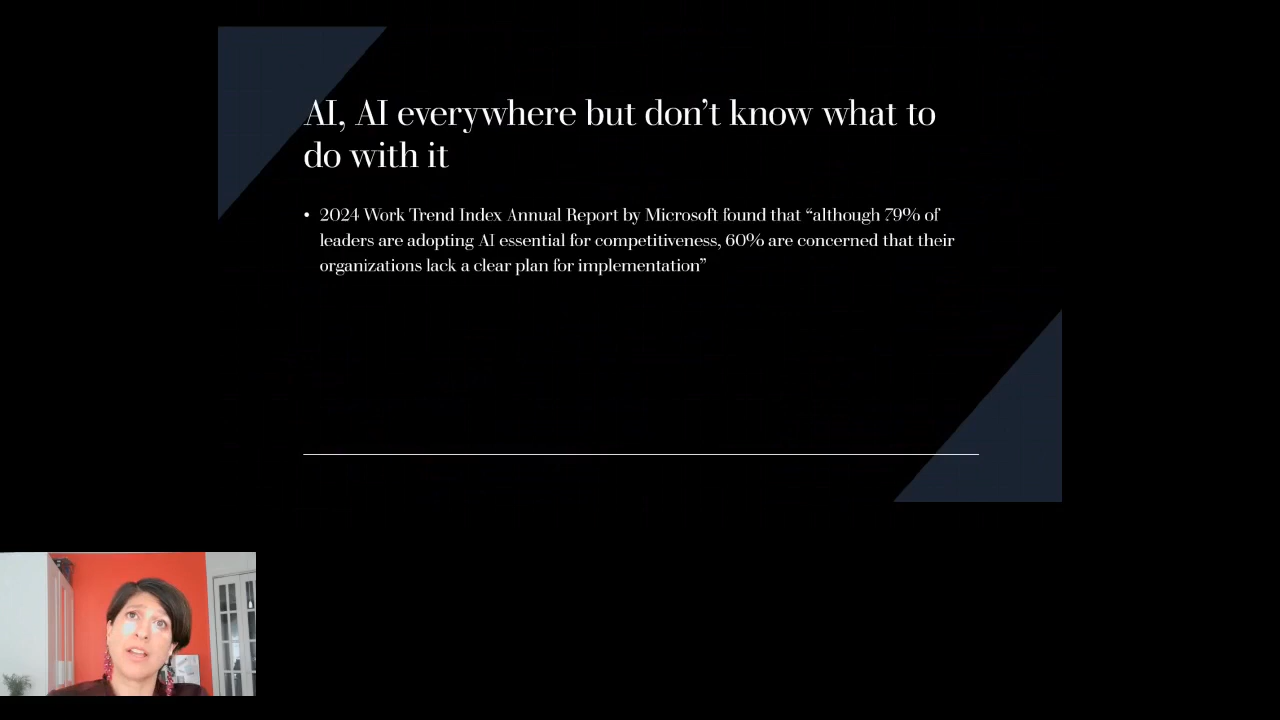 AI, AI everywhere but don’t know what to
do with it
• 2024 Work Trend Index Annual Report by Microsoft found that “although 79% of
leaders are adopting AI essential for competitiveness, 60% are concerned that their
organizations lack a clear plan for implementation”